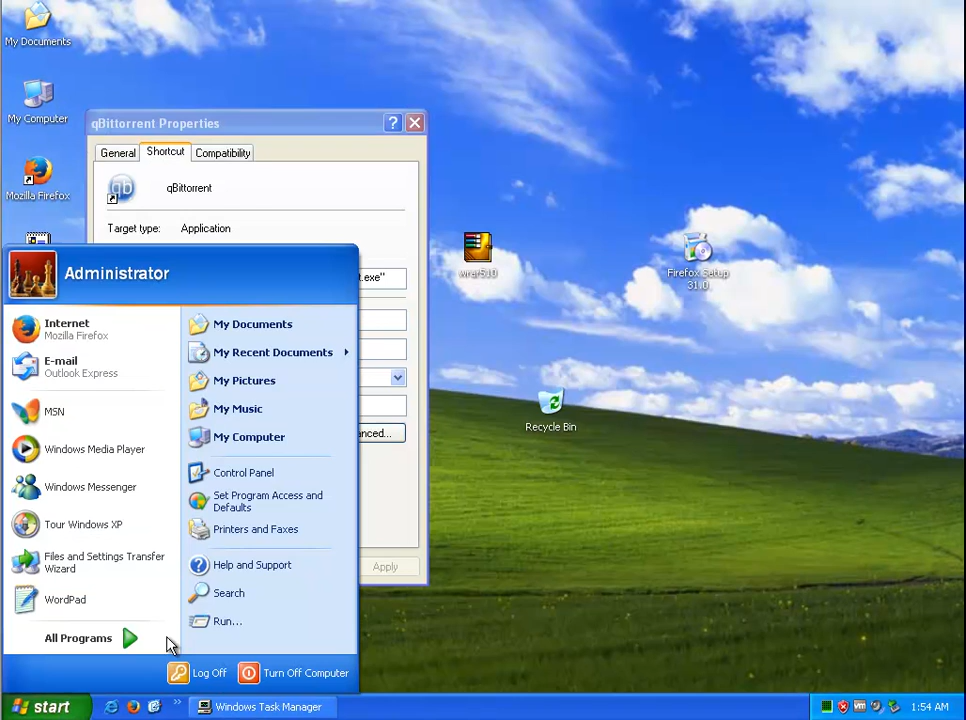 My Documents
My Computer
Mozilla Firefox
qBittorrent Properties
General
Shortcut
Compatibility
qb
qBittorrent
Target type:
Application
t.exe"
anced...
Apply
Administrator
Internet
Mozilla Firefox
E-mail
Outlook Express
MSN
Windows Media Player
Windows Messenger
Tour Windows XP
Files and Settings Transfer
Wizard
WordPad
All Programs
My Documents
My Recent Documents
My Pictures
My Music
My Computer
Control Panel
Set Program Access and
Defaults
Printers and Faxes
Help and Support
Search
Run...
Log Off
Turn Off Computer
wrar510
Firefox Setup
31.0
Recycle Bin
start
Windows Task Manager
1:54 AM